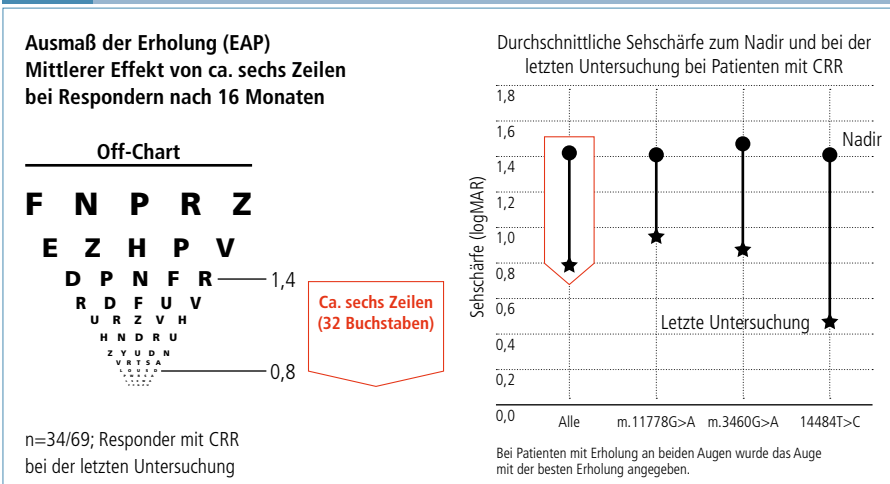 Ausmaß der Erholung (EAP)
Mittlerer Effekt von ca. sechs Zeilen
bei Respondern nach 16 Monaten
Off-Chart
F N P R Z
E Z H P V
D P N F R
1,4
R D F U V
U R Z V H
H N D R U
Z Y U D N
V R T S A
0,8
Ca. sechs Zeilen
(32 Buchstaben)
n=34/69; Responder mit CRR
bei der letzten Untersuchung
Durchschnittliche Sehschärfe zum Nadir und bei der
letzten Untersuchung bei Patienten mit CRR
Sehschärfe (logMAR)
1,8
1,6
1,4
1,2
1,0
0,8
0,6
0,4
0,2
0,0
Nadir
Letzte Untersuchung
Alle m.11778G>A m.3460G>A 14484T>C
Bei Patienten mit Erholung an beiden Augen wurde das Auge
mit der besten Erholung angegeben.